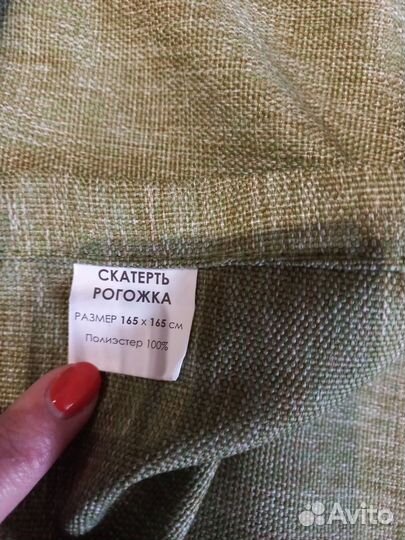 СКАТЕРТЬ
РОГОЖКА
РАЗМЕР 165 x 165 см
Полиэстер 100%
Avito